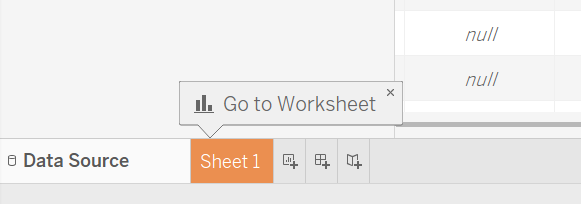 null
null
Go to Worksheet
Data Source
Sheet 1